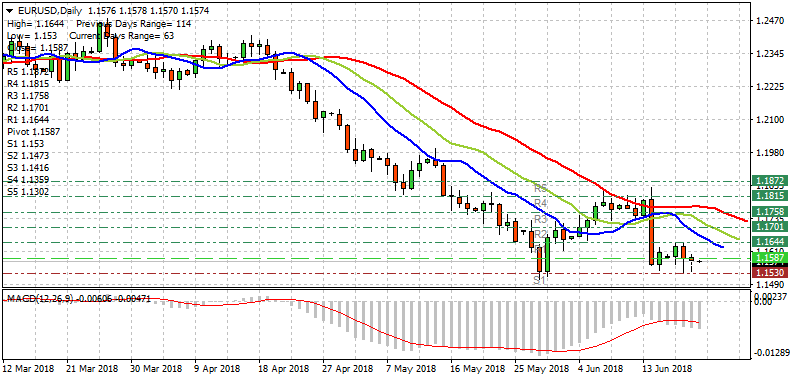 EURUSD,Daily 1.1576 1.1578 1.1570 1.1574
High= 1.1644 Previous Days Range= 114
Low= 1.153 Current Days Range= 63
Close= 1.1587
R5 1.1872
R4 1.1815
R3 1.1758
R2 1.1701
R1 1.1644
Pivot 1.1587
S1 1.153
S2 1.1473
S3 1.1416
S4 1.1359
S5 1.1302
R5
R4
R3
R2
S1
1.2470
1.2345
1.2225
1.2100
1.1980
1.1872
1.1815
1.1758
1.1701
1.1644
1.1587
1.1530
1.1490
MACD(12,26,9) -0.00606 -0.00471
0.00237
0.00
-0.01289
12 Mar 2018 21 Mar 2018 30 Mar 2018 9 Apr 2018 18 Apr 2018 27 Apr 2018 7 May 2018 16 May 2018 25 May 2018 4 Jun 2018 13 Jun 2018